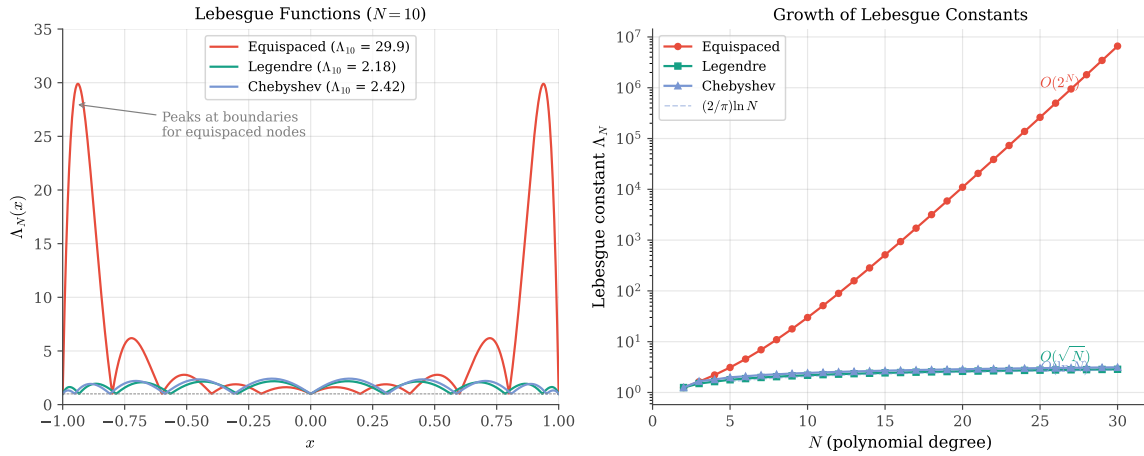 Lebesgue Functions (N = 10)
Equispaced (Λ₁₀ = 29.9)
Legendre (Λ₁₀ = 2.18)
Chebyshev (Λ₁₀ = 2.42)
Peaks at boundaries
for equispaced nodes
Λ_N(x)
35
30
25
20
15
10
5
0
−1.00 −0.75 −0.50 −0.25 0.00 0.25 0.50 0.75 1.00
x
Growth of Lebesgue Constants
Equispaced
Legendre
Chebyshev
(2/π)ln N
O(2^N)
O(√N)
Lebesgue constant Λ_N
10⁷
10⁶
10⁵
10⁴
10³
10²
10¹
10⁰
0 5 10 15 20 25 30
N (polynomial degree)